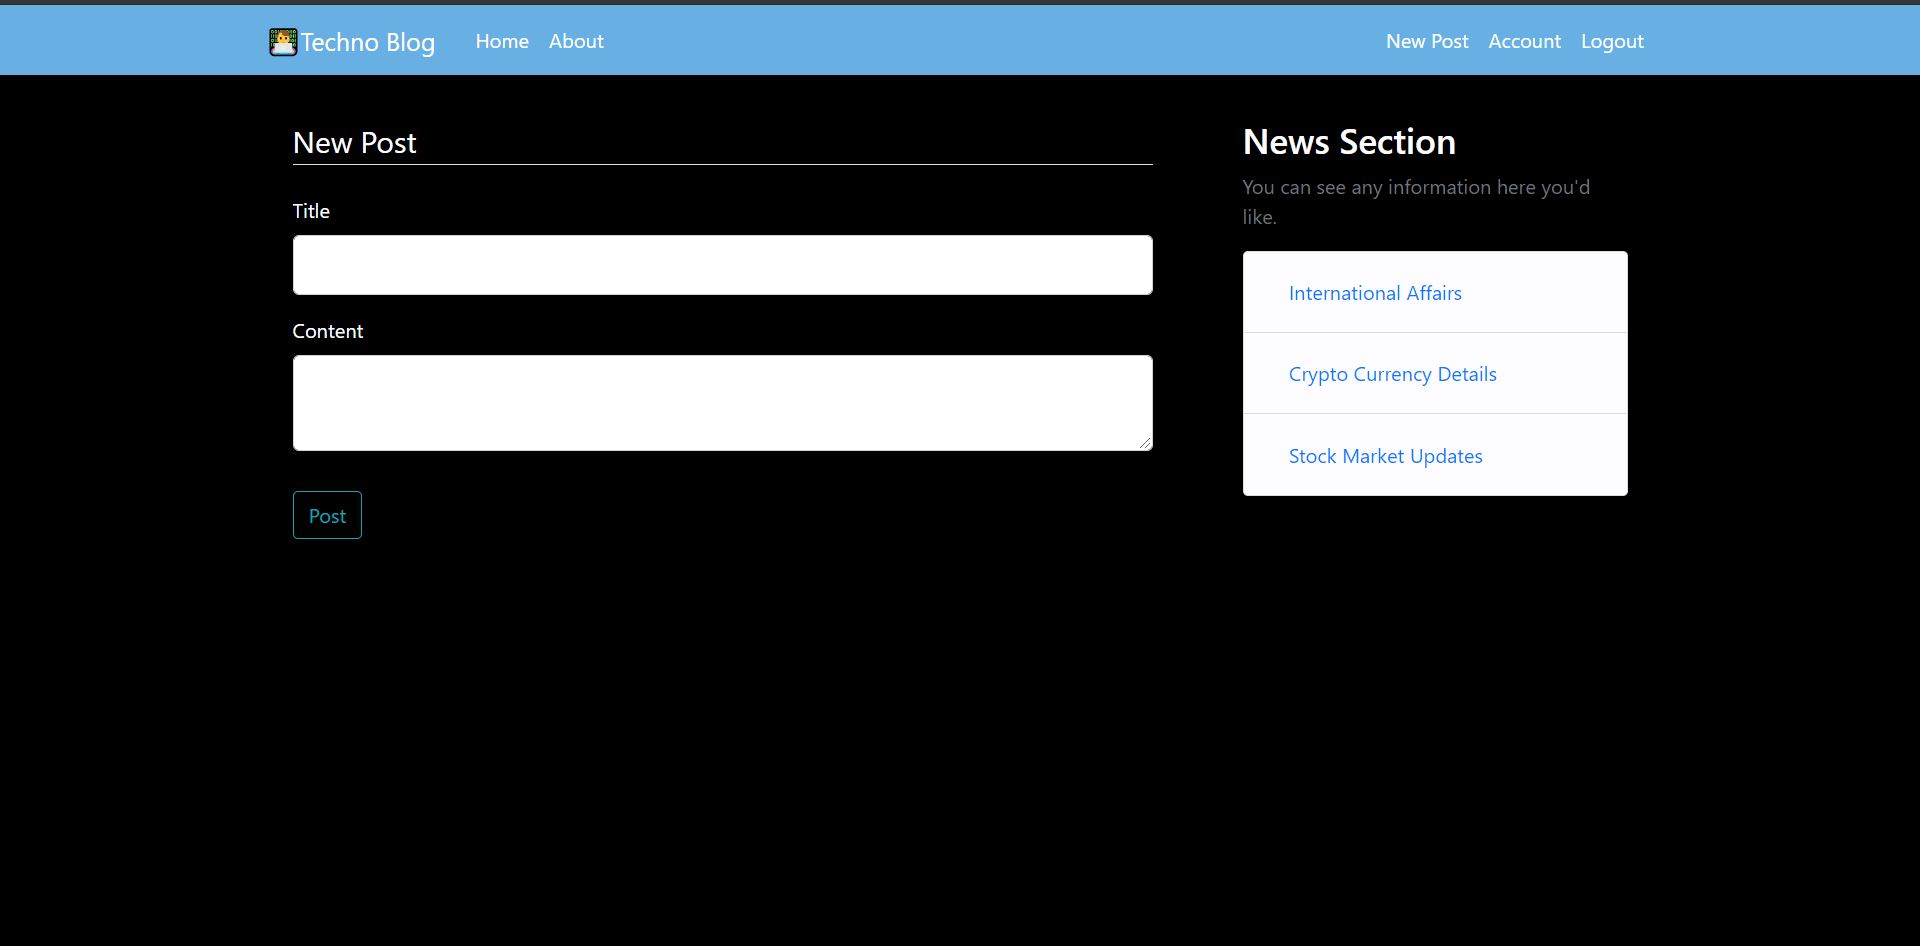 Techno Blog Home About New Post Account Logout
New Post
Title
Content
Post
News Section
You can see any information here you'd
like.
International Affairs
Crypto Currency Details
Stock Market Updates